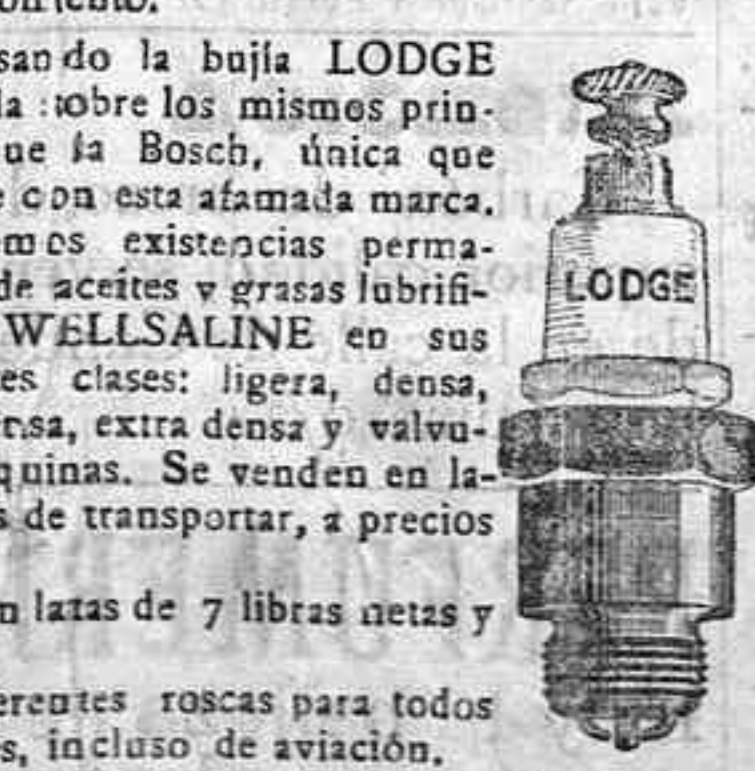 sando la bujía LODGE
la sobre los mismos prin-
ue la Bosch, única que
e con esta afamada marca.
emos existencias perma-
de aceites y grasas lubrifi-
WELLSALINE en sus
es clases: ligera, densa,
nsa, extra densa y valvu-
quinas. Se venden en la-
s de transportar, a precios
n latas de 7 libras netas y
erentes roscas para todos
s, incluso de aviación.
LODGE